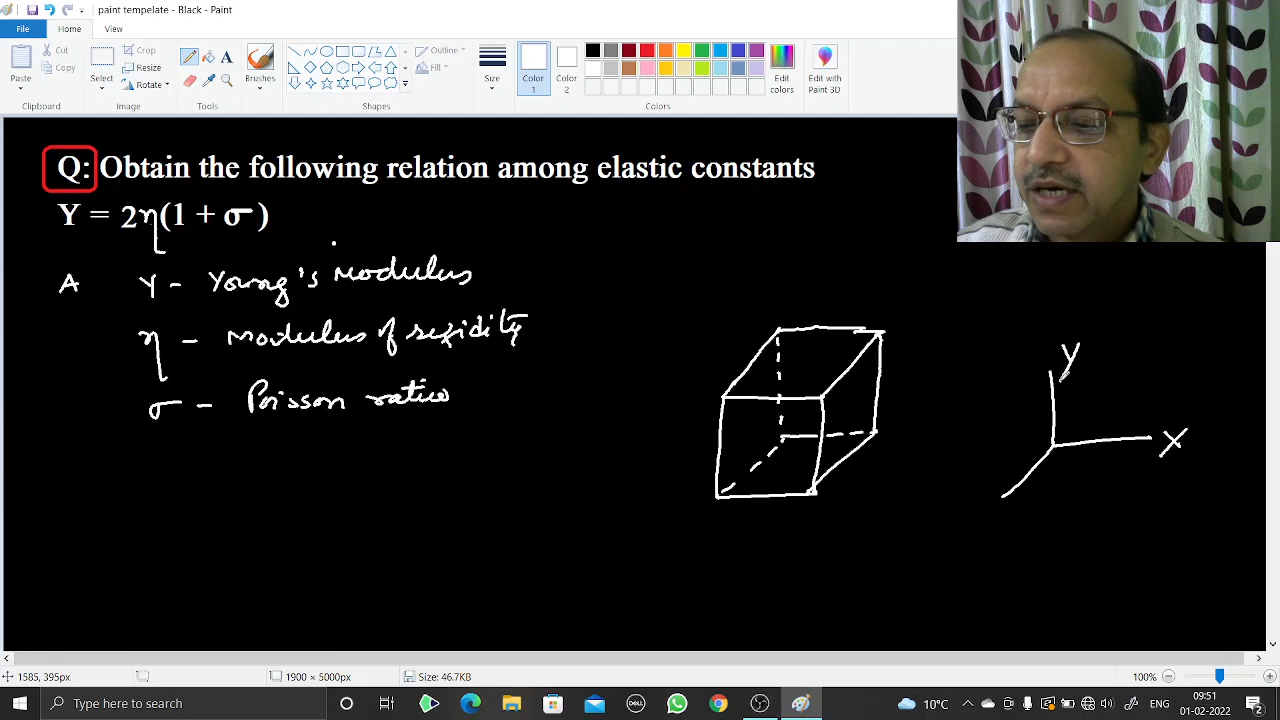 paint tempelate - Black - Paint
File Home View
Paste Cut Copy Clipboard
Select Crop Resize Rotate Image
Tools
Brushes
Shapes Outline Fill
Size
Color 1 Color 2 Edit colors Colors
Edit with Paint 3D
Q: Obtain the following relation among elastic constants
Y = 2η(1 + σ)
A Y - Young's modulus
η - modulus of regidity
σ - Poisson ratio
Y
X
1585, 395px 1900 × 5000px Size: 46.7KB 100%
Type here to search
DELL
10°C
09:51
01-02-2022